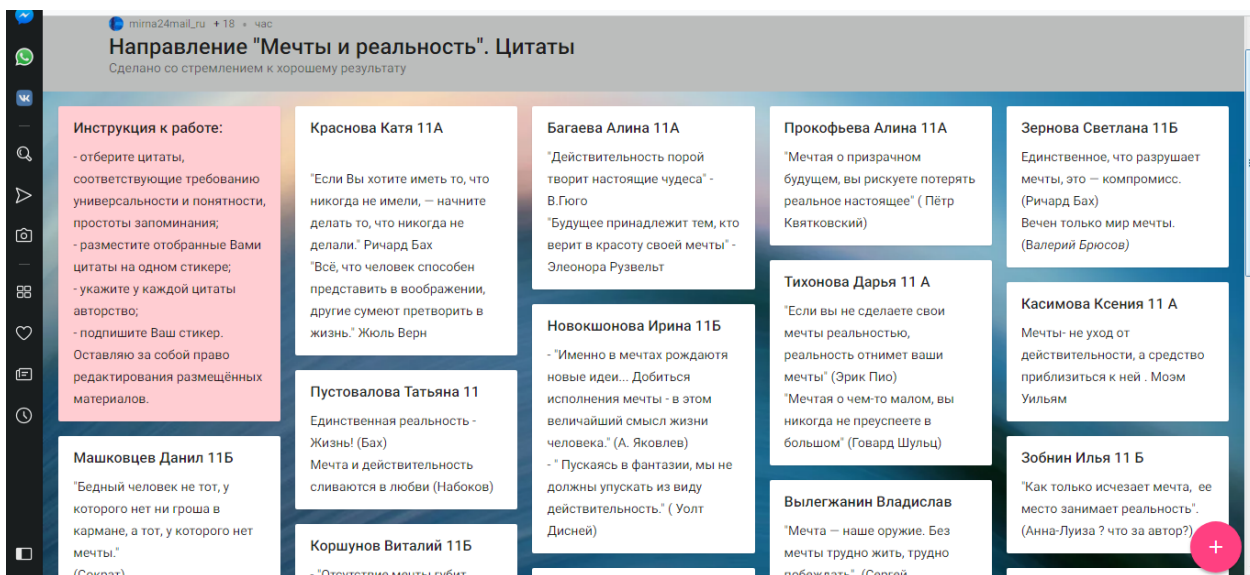 mirna24mail_ru +18 • час
Направление "Мечты и реальность". Цитаты
Сделано со стремлением к хорошему результату
Инструкция к работе:
- отберите цитаты,
соответствующие требованию
универсальности и понятности,
простоты запоминания;
- разместите отобранные Вами
цитаты на одном стикере;
- укажите у каждой цитаты
авторство;
- подпишите Ваш стикер.
Оставляю за собой право
редактирования размещённых
материалов.
Машковцев Данил 11Б
"Бедный человек не тот, у
которого нет ни гроша в
кармане, а тот, у которого нет
мечты."
(Сократ)
Краснова Катя 11А
"Если Вы хотите иметь то, что
никогда не имели, — начните
делать то, что никогда не
делали." Ричард Бах
"Всё, что человек способен
представить в воображении,
другие сумеют претворить в
жизнь." Жюль Верн
Пустовалова Татьяна 11
Единственная реальность -
Жизнь! (Бах)
Мечта и действительность
сливаются в любви (Набоков)
Коршунов Виталий 11Б
- "Отсутствие мечты губит
Багаева Алина 11А
"Действительность порой
творит настоящие чудеса" -
В.Гюго
"Будущее принадлежит тем, кто
верит в красоту своей мечты" -
Элеонора Рузвельт
Новокшонова Ирина 11Б
- "Именно в мечтах рождаютя
новые идеи... Добиться
исполнения мечты - в этом
величайший смысл жизни
человека." (А. Яковлев)
- " Пускаясь в фантазии, мы не
должны упускать из виду
действительность." ( Уолт
Дисней)
Прокофьева Алина 11А
"Мечтая о призрачном
будущем, вы рискуете потерять
реальное настоящее" ( Пётр
Квятковский)
Тихонова Дарья 11 А
"Если вы не сделаете свои
мечты реальностью,
реальность отнимет ваши
мечты" (Эрик Пио)
"Мечтая о чем-то малом, вы
никогда не преуспеете в
большом" (Говард Шульц)
Вылегжанин Владислав
"Мечта — наше оружие. Без
мечты трудно жить, трудно
побеждать". (Сергей
Зернова Светлана 11Б
Единственное, что разрушает
мечты, это — компромисс.
(Ричард Бах)
Вечен только мир мечты.
(Валерий Брюсов)
Касимова Ксения 11 А
Мечты- не уход от
действительности, а средство
приблизиться к ней . Моэм
Уильям
Зобнин Илья 11 Б
"Как только исчезает мечта, ее
место занимает реальность".
(Анна-Луиза ? что за автор?)